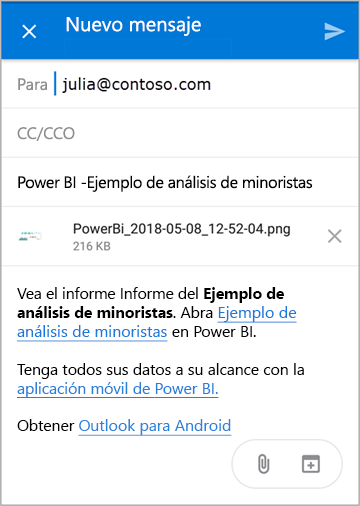 Nuevo mensaje
Para julia@contoso.com
CC/CCO
Power BI -Ejemplo de análisis de minoristas
PowerBi_2018-05-08_12-52-04.png
216 KB
Vea el informe Informe del Ejemplo de
análisis de minoristas. Abra Ejemplo de
análisis de minoristas en Power BI.
Tenga todos sus datos a su alcance con la
aplicación móvil de Power BI.
Obtener Outlook para Android